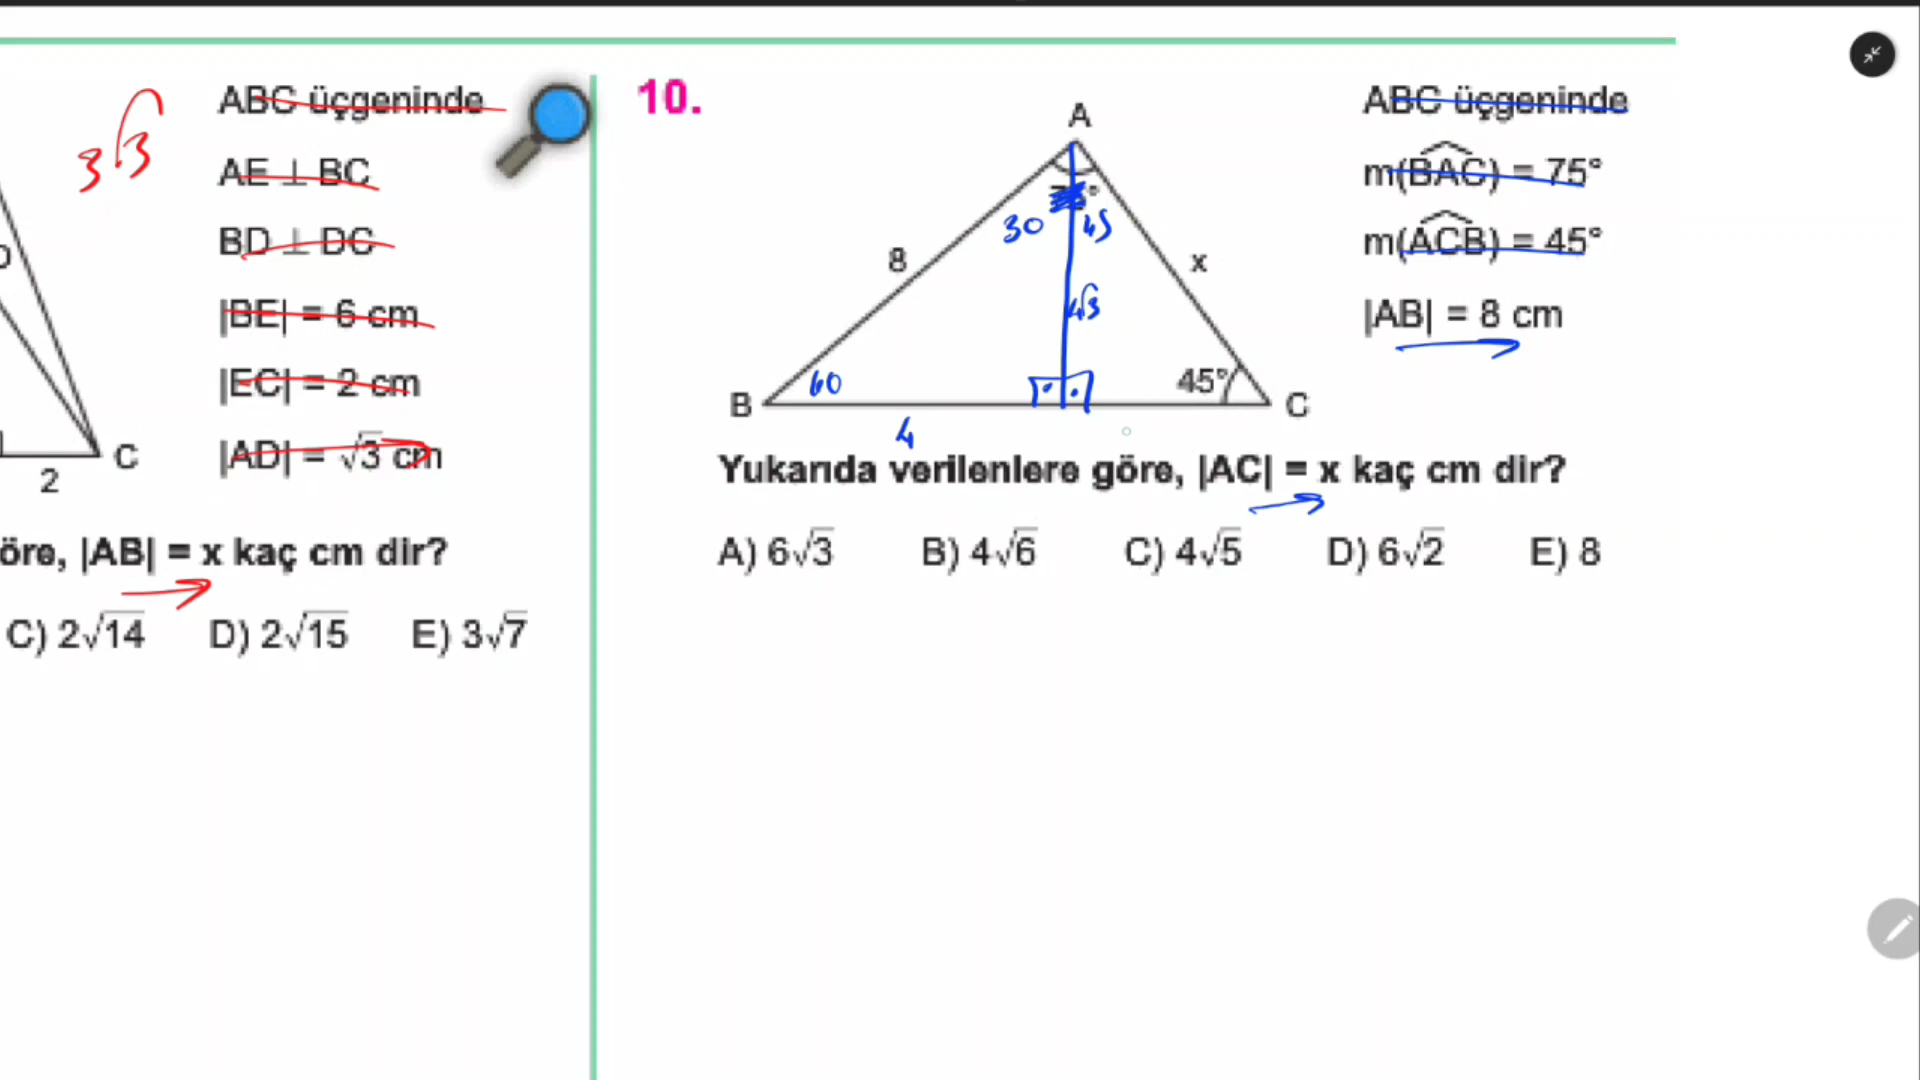 3√3
ABC üçgeninde
AE ⊥ BC
BD ⊥ DC
|BE| = 6 cm
|EC| = 2 cm
|AD| = √3 cm
C
2
öre, |AB| = x kaç cm dir?
C) 2√14 D) 2√15 E) 3√7
10.
A
30 45
8 x
4√3
60 45°
B C
4
ABC üçgeninde
m(BAC) = 75°
m(ACB) = 45°
|AB| = 8 cm
Yukarıda verilenlere göre, |AC| = x kaç cm dir?
A) 6√3 B) 4√6 C) 4√5 D) 6√2 E) 8